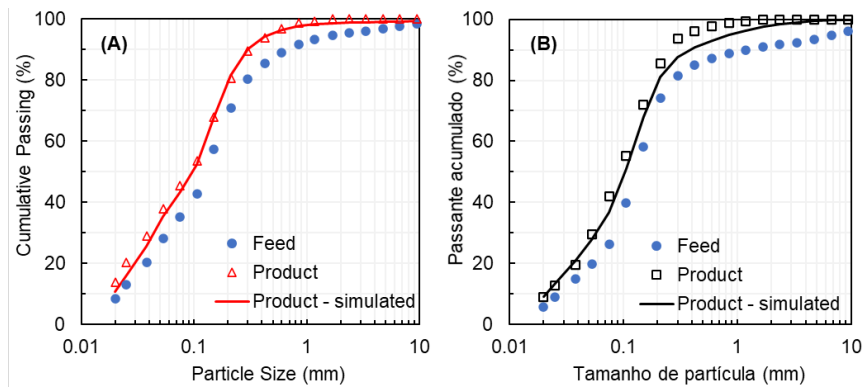 (A)
Cumulative Passing (%)
100
80
60
40
20
0
Feed
Product
Product - simulated
0.01
0.1
1
10
Particle Size (mm)
(B)
Passante acumulado (%)
100
80
60
40
20
0
Feed
Product
Product - simulated
0.01
0.1
1
10
Tamanho de partícula (mm)